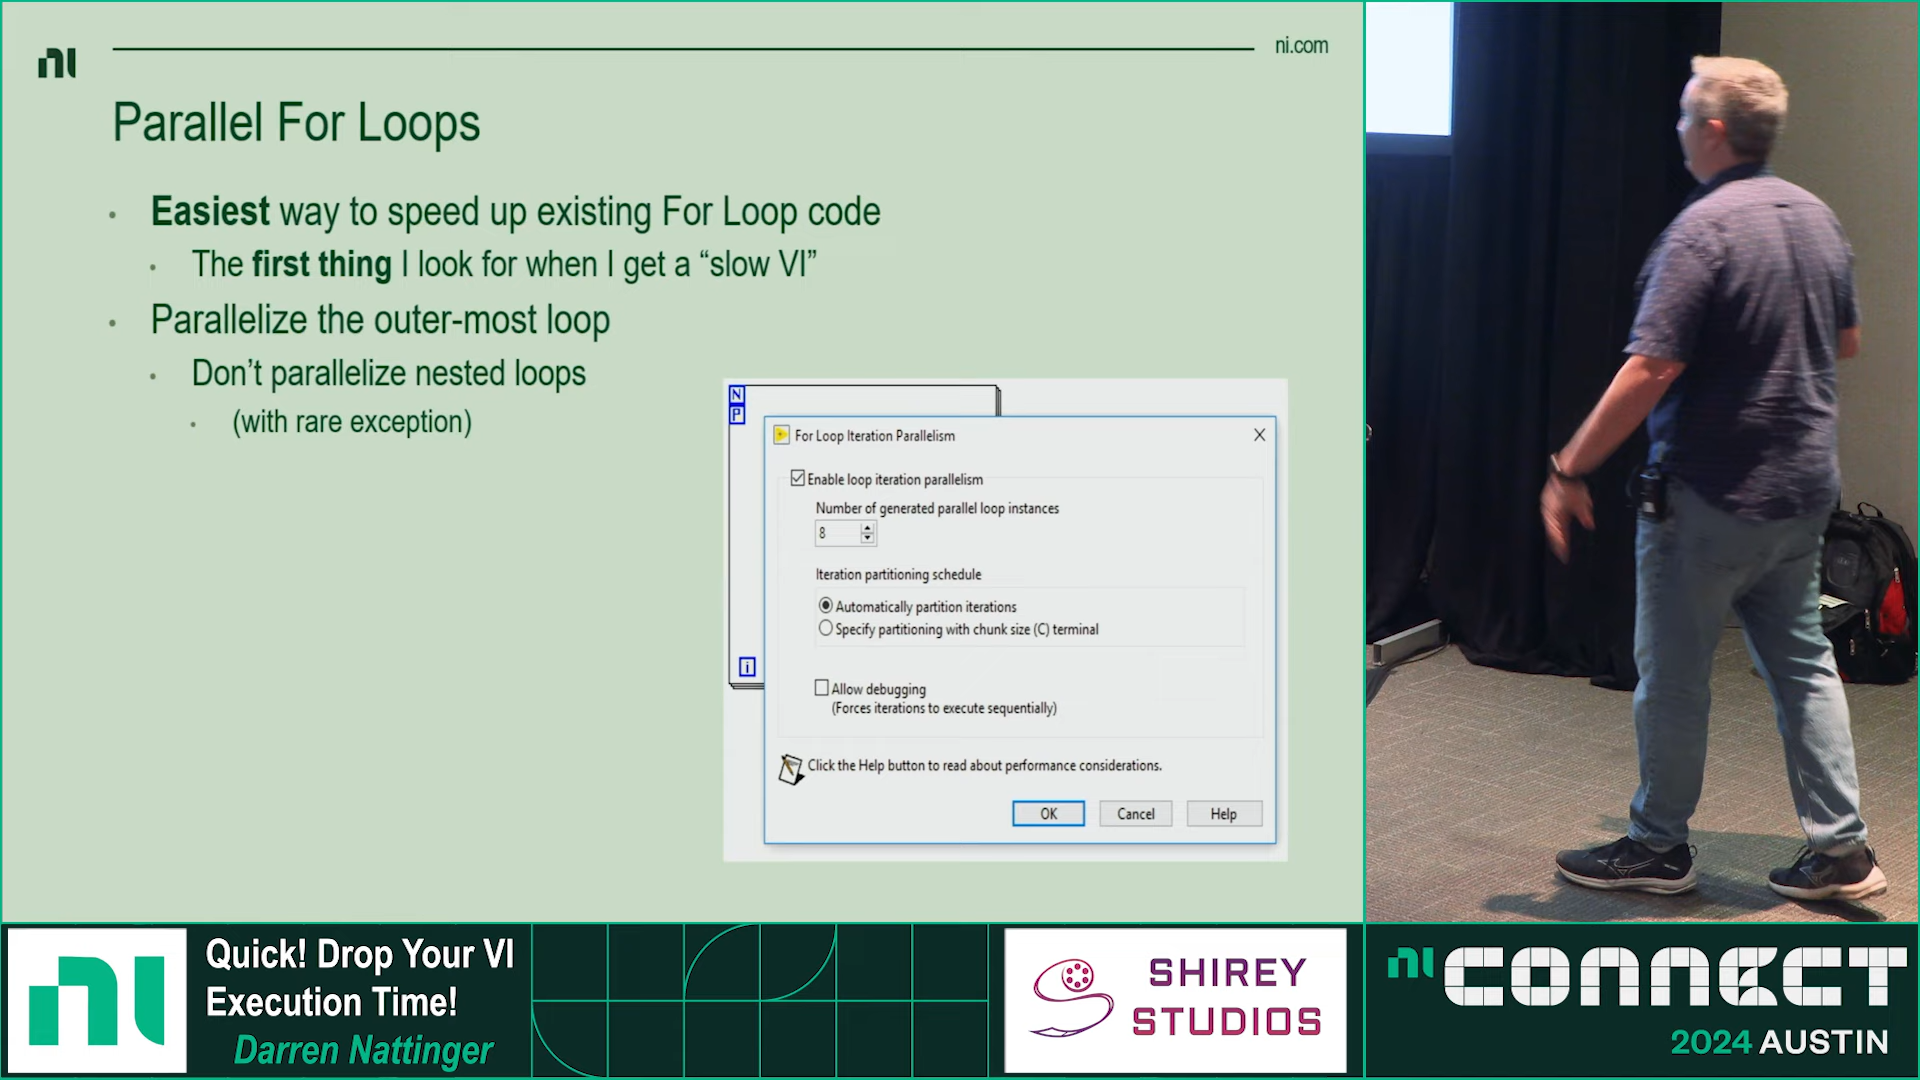 ni
ni.com
Parallel For Loops
• Easiest way to speed up existing For Loop code
• The first thing I look for when I get a “slow VI”
• Parallelize the outer-most loop
• Don’t parallelize nested loops
• (with rare exception)
N
P
i
For Loop Iteration Parallelism
Enable loop iteration parallelism
Number of generated parallel loop instances
8
Iteration partitioning schedule
Automatically partition iterations
Specify partitioning with chunk size (C) terminal
Allow debugging
(Forces iterations to execute sequentially)
Click the Help button to read about performance considerations.
OK
Cancel
Help
ni
Quick! Drop Your VI
Execution Time!
Darren Nattinger
SHIREY
STUDIOS
ni CONNECT
2024 AUSTIN